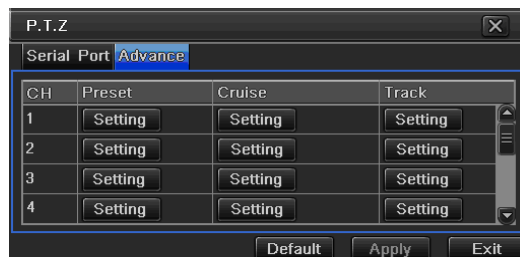 P.T.Z
Serial Port Advance
CH Preset Cruise Track
1 Setting Setting Setting
2 Setting Setting Setting
3 Setting Setting Setting
4 Setting Setting Setting
Default Apply Exit